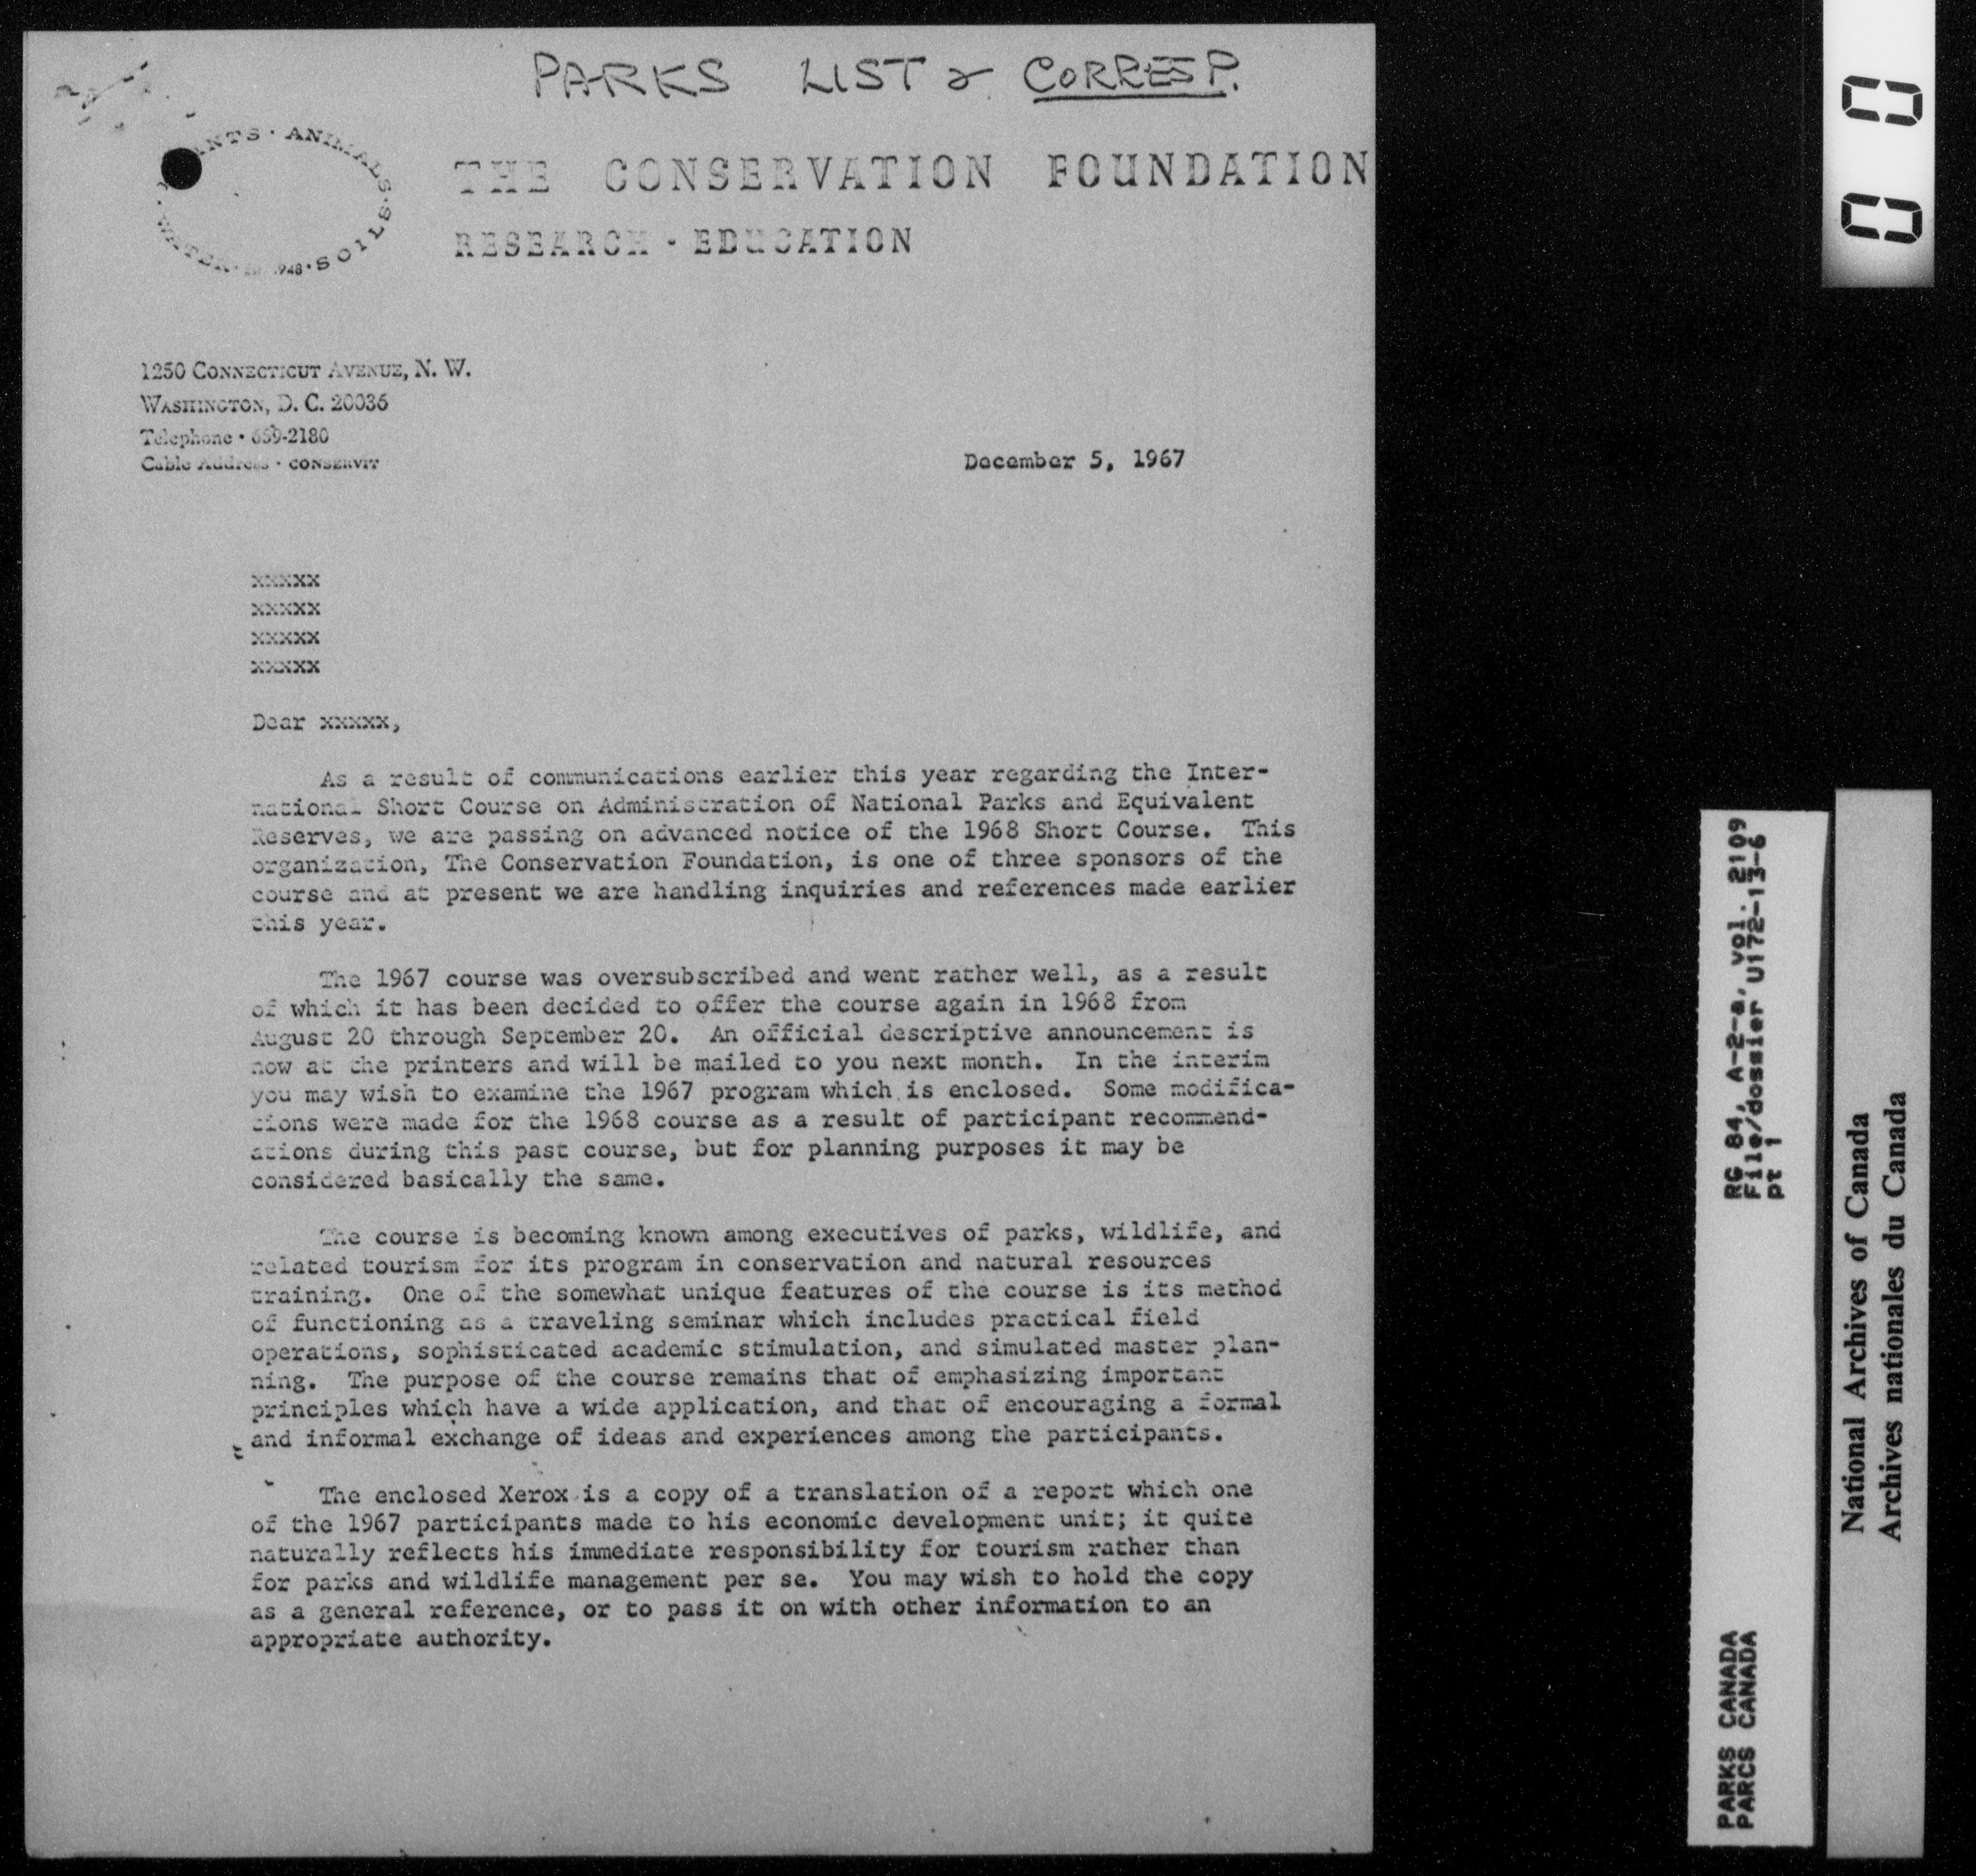 PARKS LIST & CORRESP.
ANTS · ANIMALS · SOILS · 1948 · WATER ·
THE CONSERVATION FOUNDATION
RESEARCH - EDUCATION
1250 CONNECTICUT AVENUE, N. W.
WASHINGTON, D. C. 20036
Telephone • 659-2180
Cable Address · CONSERVIT
December 5, 1967
xxxxx
xxxxx
xxxxx
xxxxx
Dear xxxxx,
As a result of communications earlier this year regarding the Inter-
national Short Course on Administration of National Parks and Equivalent
Reserves, we are passing on advanced notice of the 1968 Short Course. This
organization, The Conservation Foundation, is one of three sponsors of the
course and at present we are handling inquiries and references made earlier
this year.
The 1967 course was oversubscribed and went rather well, as a result
of which it has been decided to offer the course again in 1968 from
August 20 through September 20. An official descriptive announcement is
now at the printers and will be mailed to you next month. In the interim
you may wish to examine the 1967 program which is enclosed. Some modifica-
tions were made for the 1968 course as a result of participant recommend-
ations during this past course, but for planning purposes it may be
considered basically the same.
The course is becoming known among executives of parks, wildlife, and
related tourism for its program in conservation and natural resources
training. One of the somewhat unique features of the course is its method
of functioning as a traveling seminar which includes practical field
operations, sophisticated academic stimulation, and simulated master plan-
ning. The purpose of the course remains that of emphasizing important
principles which have a wide application, and that of encouraging a formal
and informal exchange of ideas and experiences among the participants.
The enclosed Xerox is a copy of a translation of a report which one
of the 1967 participants made to his economic development unit; it quite
naturally reflects his immediate responsibility for tourism rather than
for parks and wildlife management per se. You may wish to hold the copy
as a general reference, or to pass it on with other information to an
appropriate authority.
00
RG 84, A-2-a, vol. 2109
File/dossier U172-13-6
pt 1
PARKS CANADA
PARCS CANADA
National Archives of Canada
Archives nationales du Canada